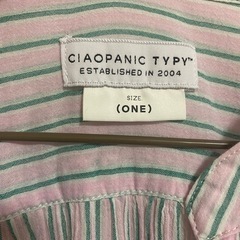 CIAOPANIC TYPY™
ESTABLISHED IN 2004
SIZE
(ONE)